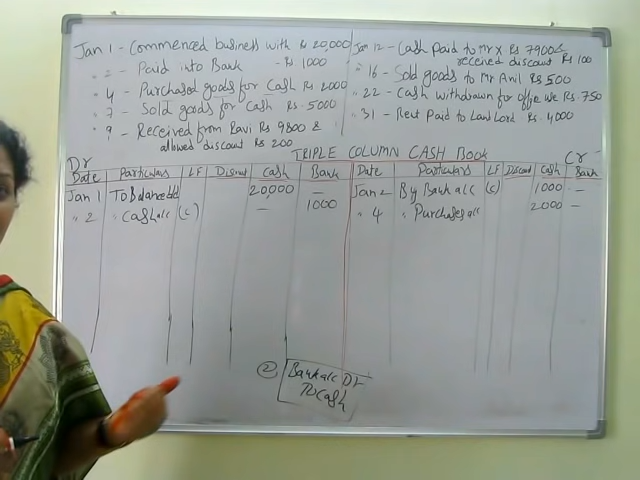 Jan 1 - Commenced business with Rs 20,000
" 2 - Paid into Bank - Rs 1000
" 4 - Purchased goods for Cash Rs 2000
" 7 - Sold goods for Cash Rs. 5000
" 9 - Received from Ravi Rs 9800 &
allowed discount Rs 200
Jan 12 - Cash paid to Mr X Rs 7900 &
received discount Rs 100
" 16 - Sold goods to Mr Anil Rs 500
" 22 - Cash withdrawn for office use Rs. 750
" 31 - Rent Paid to LandLord Rs. 4000
TRIPLE COLUMN CASH BOOK
Dr Cr
Date Particulars LF Discount Cash Bank Date Particulars LF Discount Cash Bank
Jan 1 To Balance b/d 20,000 — Jan 2 By Bank a/c (c) 1000 —
" 2 " Cash a/c (c) — 1000 " 4 " Purchases a/c 2000 —
② Bank a/c Dr
To Cash